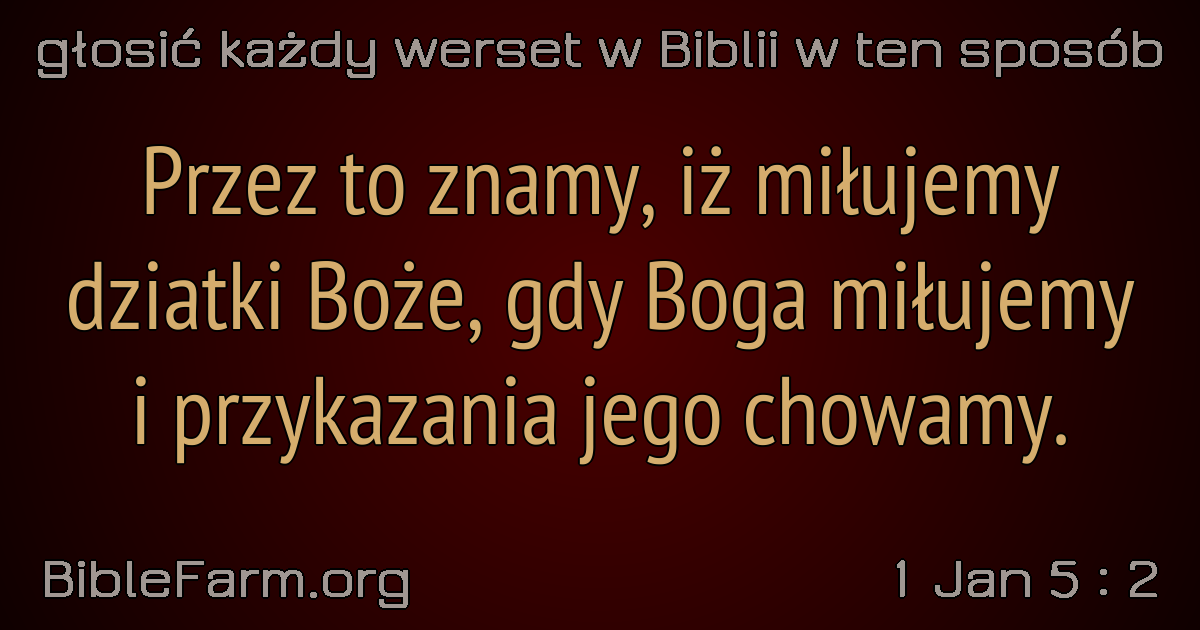 głosić każdy werset w Biblii w ten sposób
Przez to znamy, iż miłujemy
dziatki Boże, gdy Boga miłujemy
i przykazania jego chowamy.
BibleFarm.org
1 Jan 5 : 2